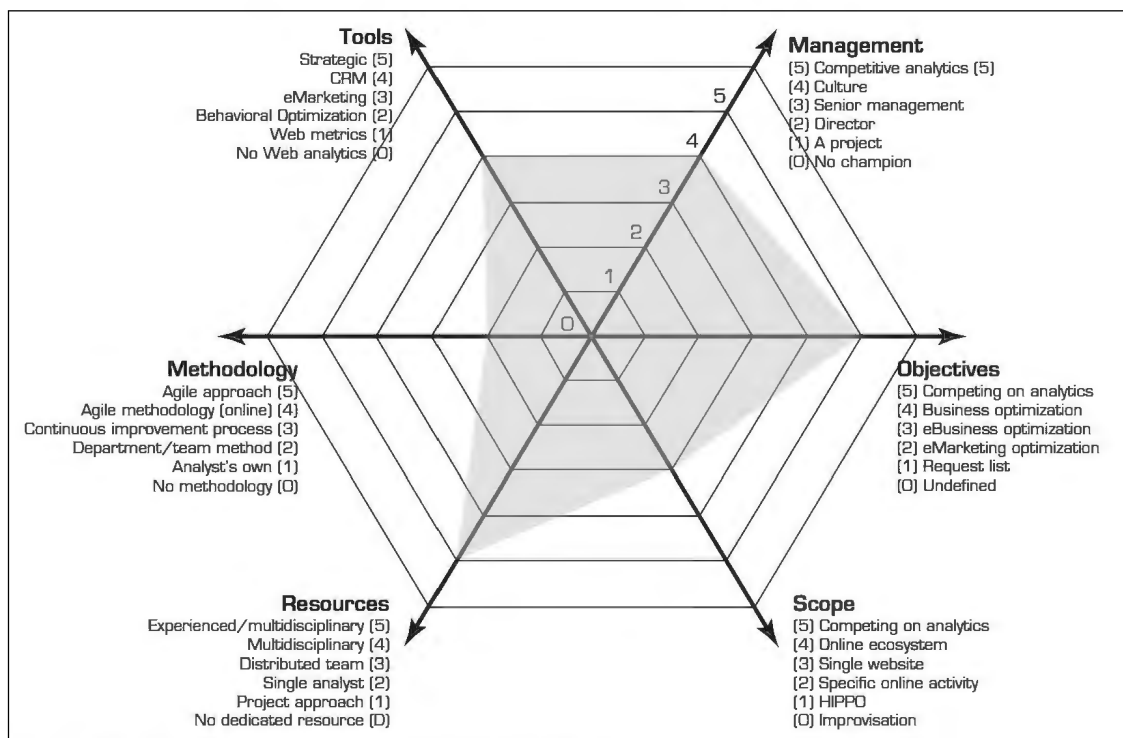 Tools
Strategic (5)
CRM (4)
eMarketing (3)
Behavioral Optimization (2)
Web metrics (1)
No Web analytics (0)
Management
(5) Competitive analytics (5)
(4) Culture
(3) Senior management
(2) Director
(1) A project
(0) No champion
5
4
3
2
1
0
Methodology
Agile approach (5)
Agile methodology (online) (4)
Continuous improvement process (3)
Department/team method (2)
Analyst's own (1)
No methodology (0)
Objectives
(5) Competing on analytics
(4) Business optimization
(3) eBusiness optimization
(2) eMarketing optimization
(1) Request list
(0) Undefined
Resources
Experienced/multidisciplinary (5)
Multidisciplinary (4)
Distributed team (3)
Single analyst (2)
Project approach (1)
No dedicated resource (0)
Scope
(5) Competing on analytics
(4) Online ecosystem
(3) Single website
(2) Specific online activity
(1) HIPPO
(0) Improvisation